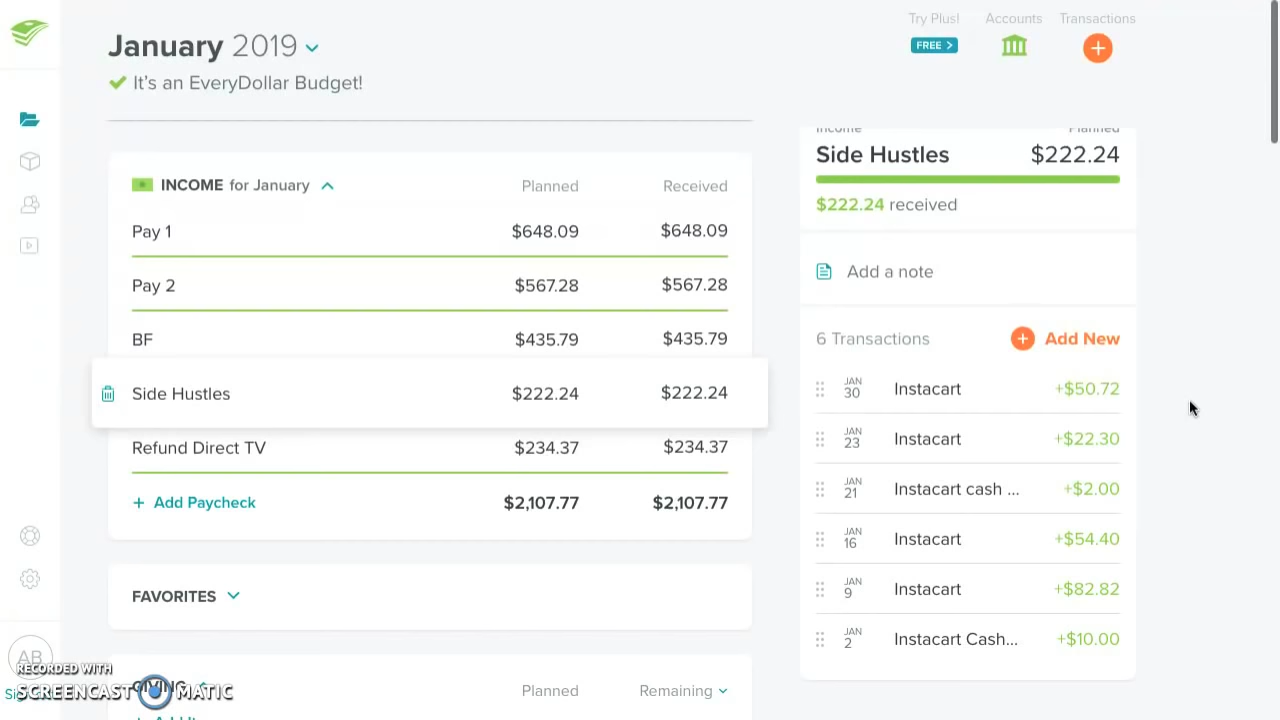 January 2019
It's an EveryDollar Budget!
Try Plus!
FREE >
Accounts
Transactions
INCOME for January Planned Received
Pay 1 $648.09 $648.09
Pay 2 $567.28 $567.28
BF $435.79 $435.79
Side Hustles $222.24 $222.24
Refund Direct TV $234.37 $234.37
+ Add Paycheck $2,107.77 $2,107.77
FAVORITES
GIVING Planned Remaining
Income Planned
Side Hustles $222.24
$222.24 received
Add a note
6 Transactions + Add New
JAN 30 Instacart +$50.72
JAN 23 Instacart +$22.30
JAN 21 Instacart cash ... +$2.00
JAN 16 Instacart +$54.40
JAN 9 Instacart +$82.82
JAN 2 Instacart Cash... +$10.00
AB
RECORDED WITH
SCREENCAST MATIC